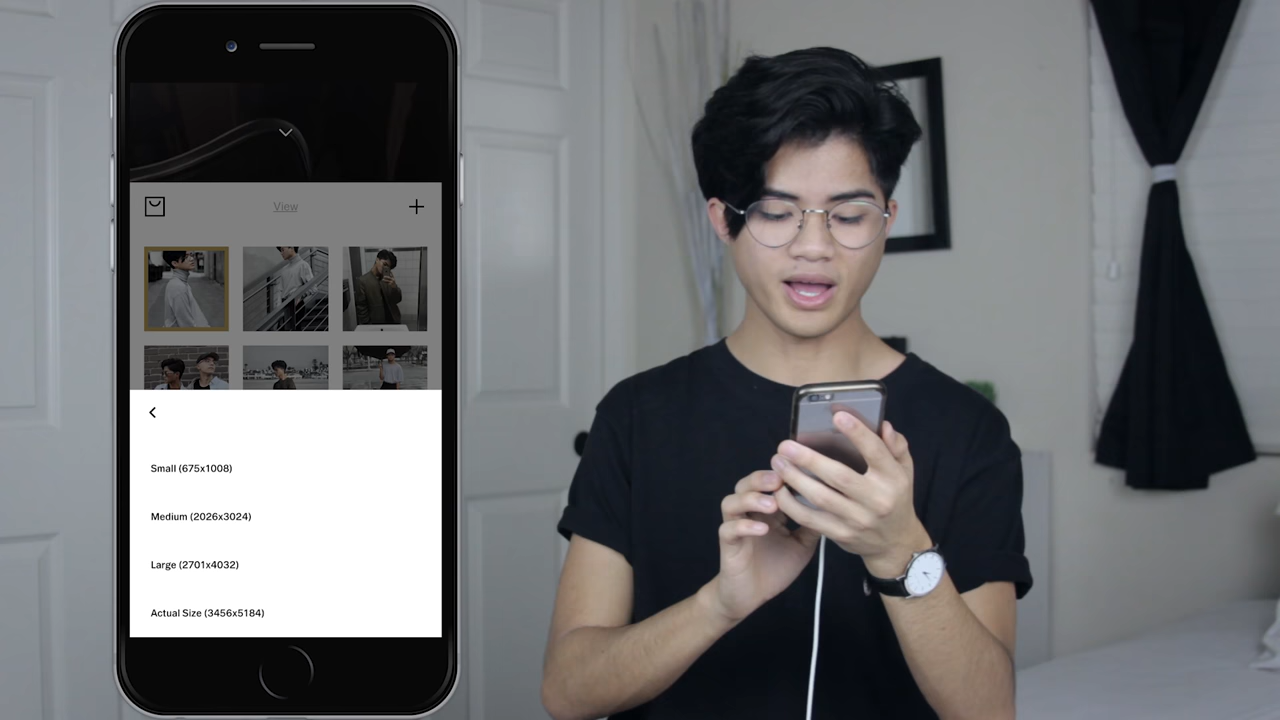 View
Small (675x1008)
Medium (2026x3024)
Large (2701x4032)
Actual Size (3456x5184)